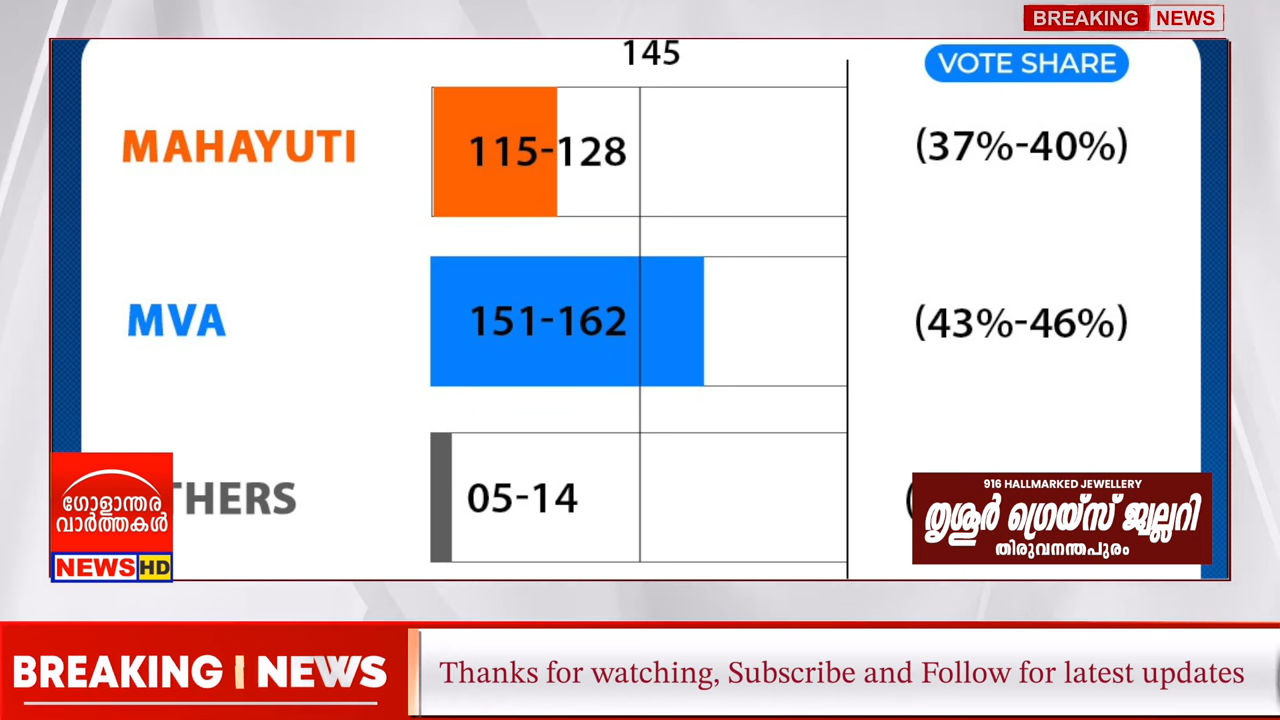 BREAKING NEWS
145
VOTE SHARE
MAHAYUTI 115-128 (37%-40%)
MVA 151-162 (43%-46%)
THERS 05-14
ഗോളാന്തര
വാർത്തകൾ
NEWS HD
916 HALLMARKED JEWELLERY
തൃശൂർ ഗ്രെയ്സ് ജ്വല്ലറി
തിരുവനന്തപുരം
BREAKING NEWS
Thanks for watching, Subscribe and Follow for latest updates